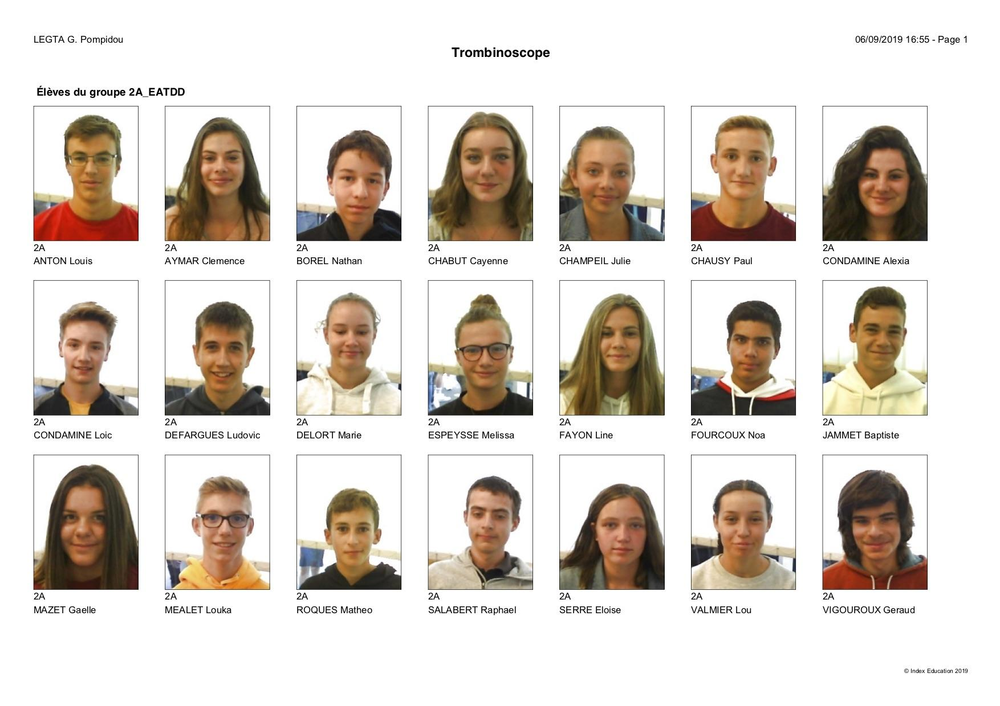 LEGTA G. Pompidou
06/09/2019 16:55 - Page 1
Trombinoscope
Élèves du groupe 2A_EATDD
2A 2A 2A 2A 2A 2A 2A
ANTON Louis AYMAR Clemence BOREL Nathan CHABUT Cayenne CHAMPEIL Julie CHAUSY Paul CONDAMINE Alexia
2A 2A 2A 2A 2A 2A 2A
CONDAMINE Loic DEFARGUES Ludovic DELORT Marie ESPEYSSE Melissa FAYON Line FOURCOUX Noa JAMMET Baptiste
2A 2A 2A 2A 2A 2A 2A
MAZET Gaelle MEALET Louka ROQUES Matheo SALABERT Raphael SERRE Eloise VALMIER Lou VIGOUROUX Geraud
© Index Education 2019